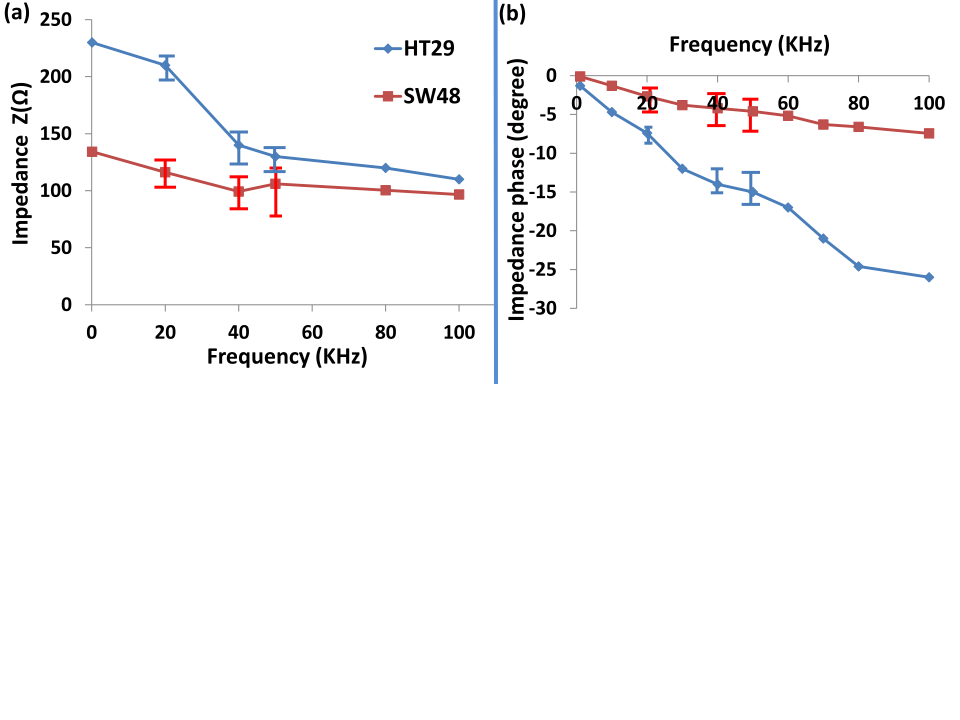 (a)
250
200
150
100
50
0
Impedance Z(Ω)
HT29
SW48
0 20 40 60 80 100
Frequency (KHz)
(b)
Frequency (KHz)
0
-5
-10
-15
-20
-25
-30
Impedance phase (degree)
0 20 40 60 80 100